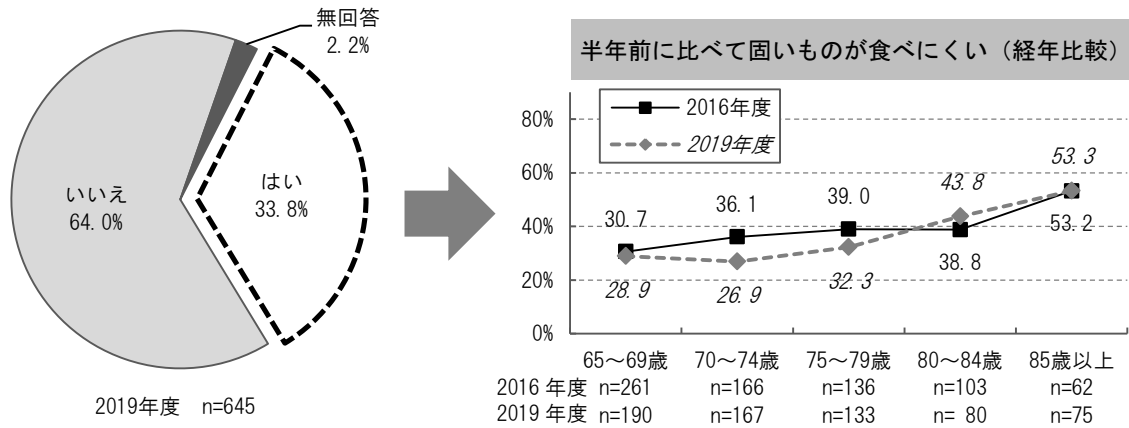 無回答
2.2%
いいえ
64.0%
はい
33.8%
2019年度 n=645
半年前に比べて固いものが食べにくい（経年比較）
2016年度
2019年度
80%
60%
40%
20%
0%
30.7
36.1
39.0
43.8
53.3
28.9
26.9
32.3
38.8
53.2
65～69歳 70～74歳 75～79歳 80～84歳 85歳以上
2016 年度 n=261 n=166 n=136 n=103 n=62
2019 年度 n=190 n=167 n=133 n= 80 n=75